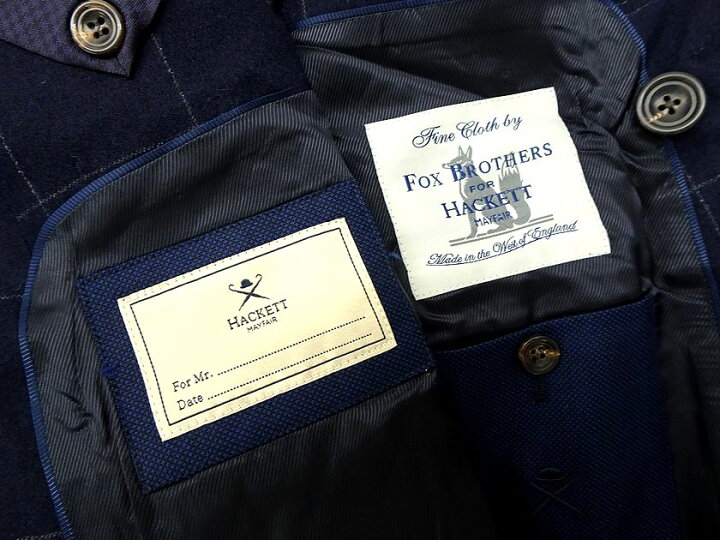 Fine Cloth by
FOX BROTHERS
FOR
HACKETT
MAYFAIR
Made in the West of England
HACKETT
MAYFAIR
For Mr. ........................................
Date ........................................